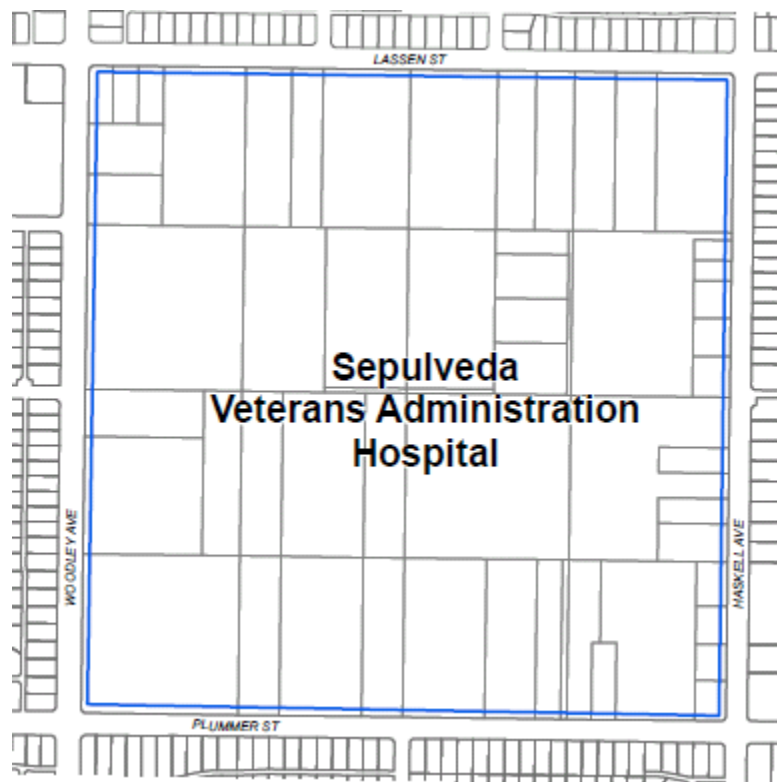 LASSEN ST
Sepulveda
Veterans Administration
Hospital
WOODLEY AVE
HASKELL AVE
PLUMMER ST